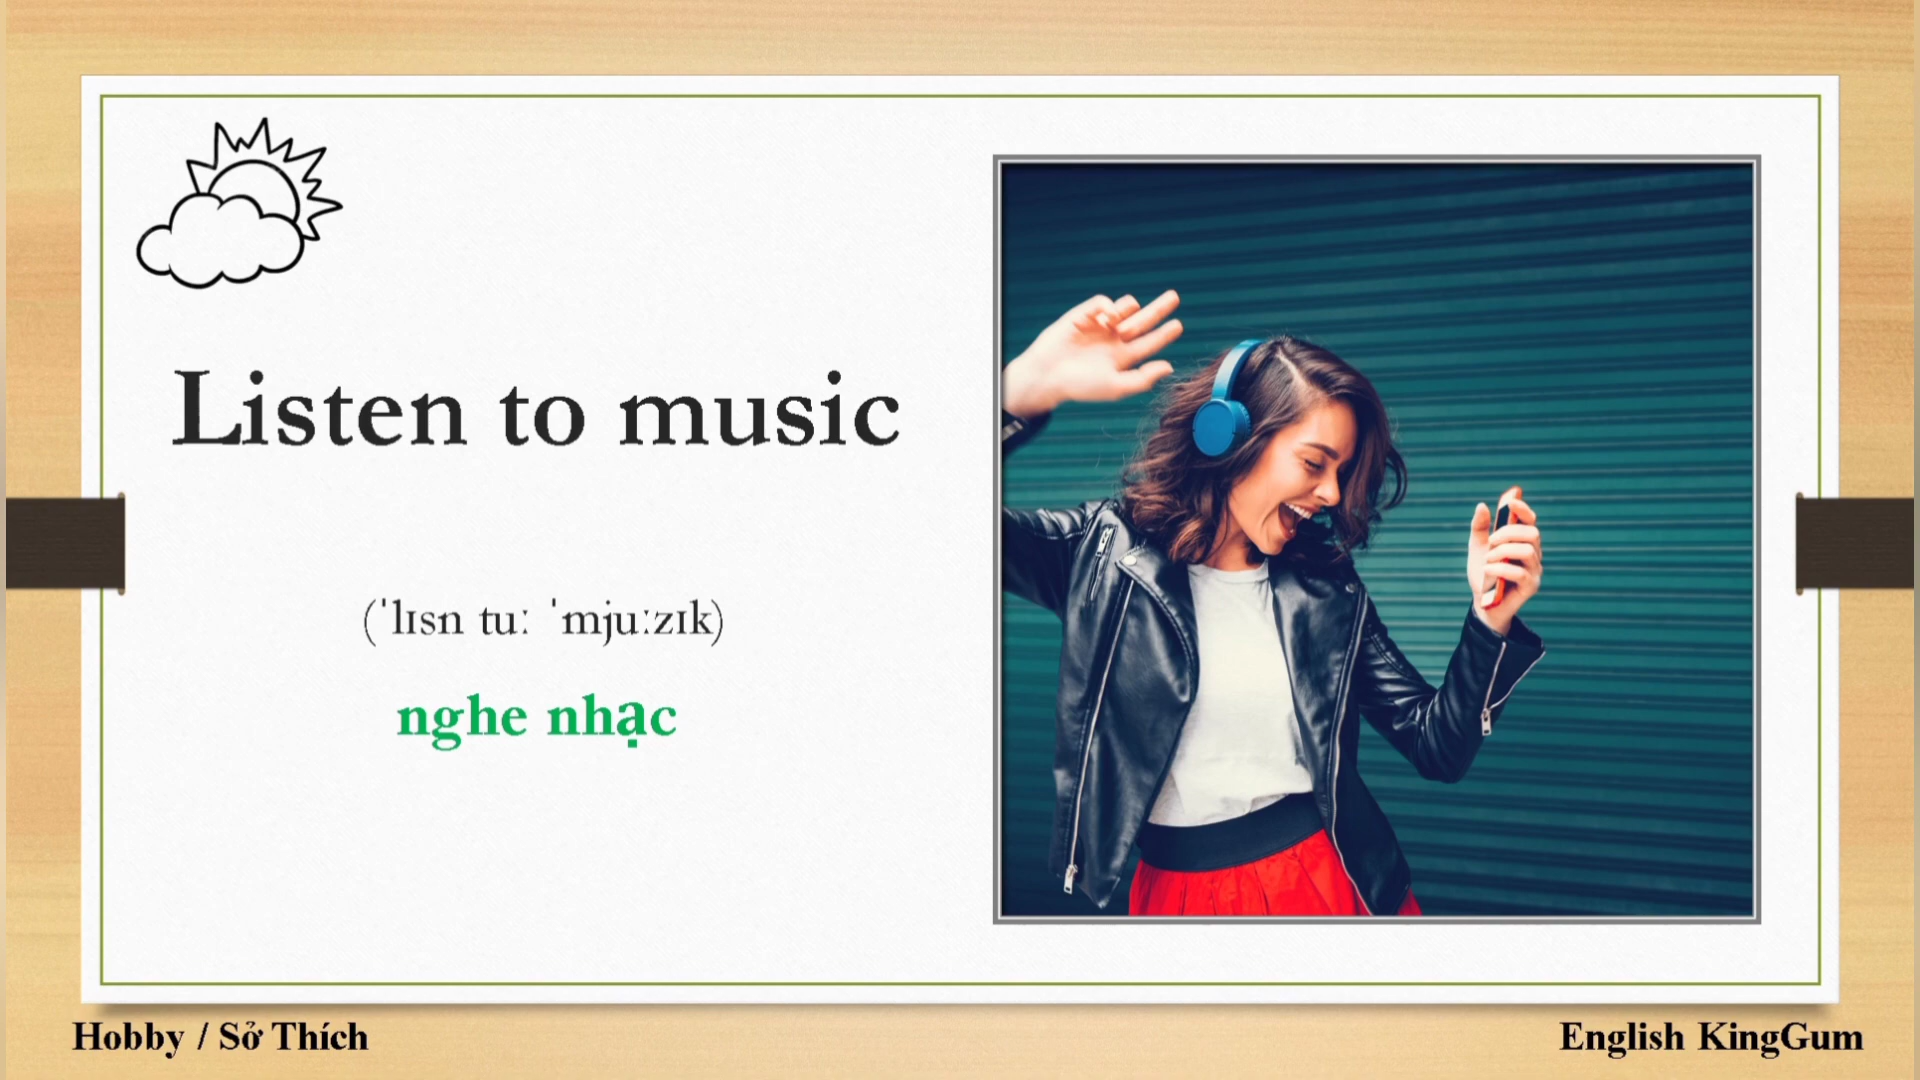 Listen to music
(ˈlɪsn tuː ˈmjuːzɪk)
nghe nhạc
Hobby / Sở Thích
English KingGum